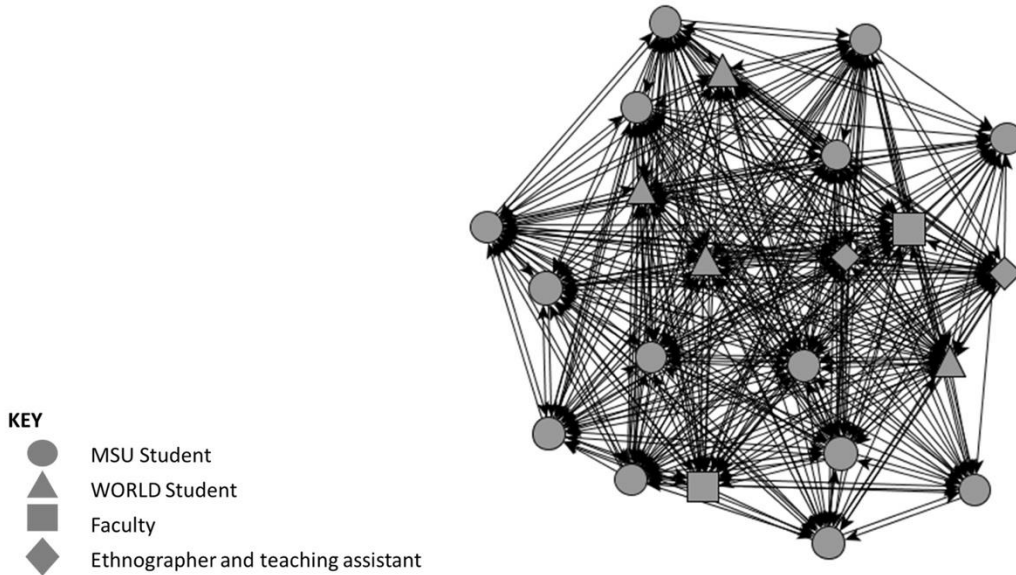 KEY
MSU Student
WORLD Student
Faculty
Ethnographer and teaching assistant